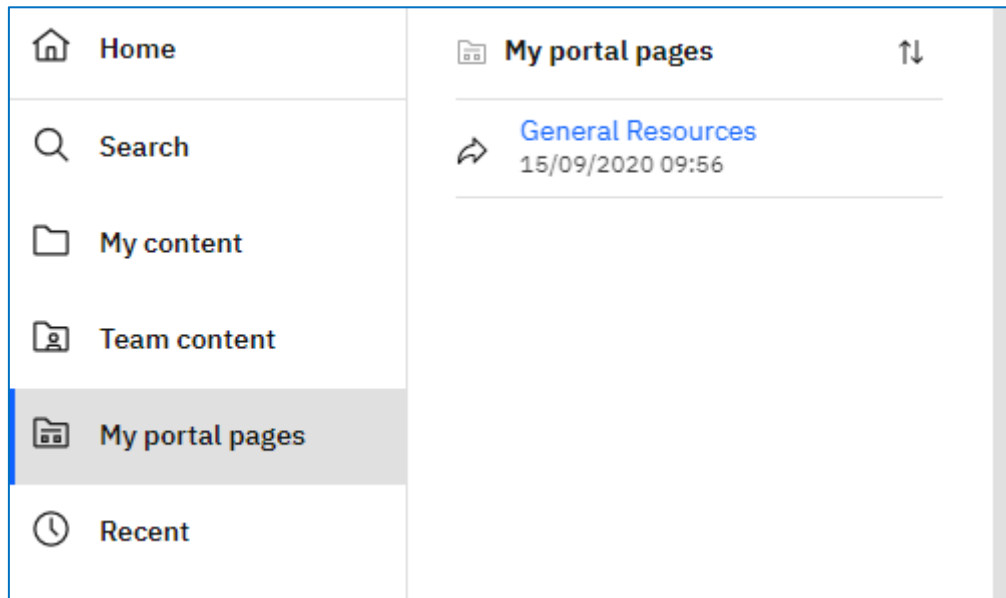 Home
Search
My content
Team content
My portal pages
Recent
My portal pages
General Resources
15/09/2020 09:56